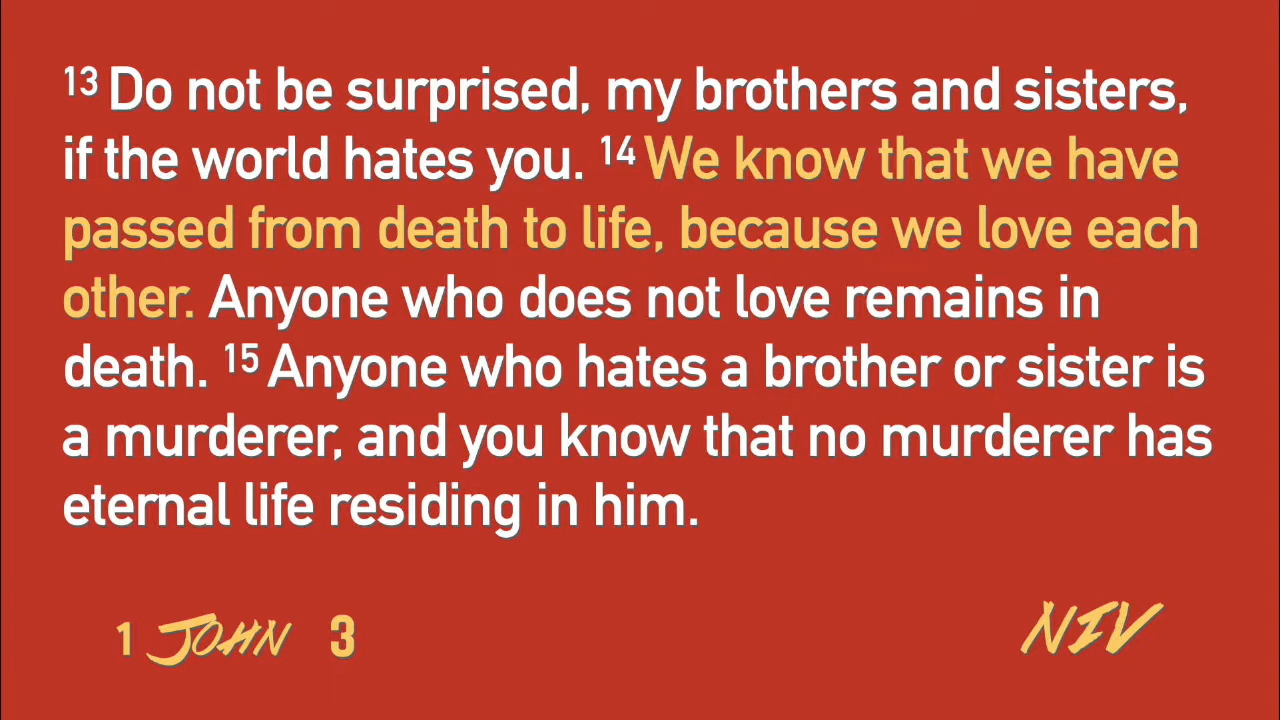 13 Do not be surprised, my brothers and sisters,
if the world hates you. 14 We know that we have
passed from death to life, because we love each
other. Anyone who does not love remains in
death. 15 Anyone who hates a brother or sister is
a murderer, and you know that no murderer has
eternal life residing in him.
1 JOHN 3
NIV